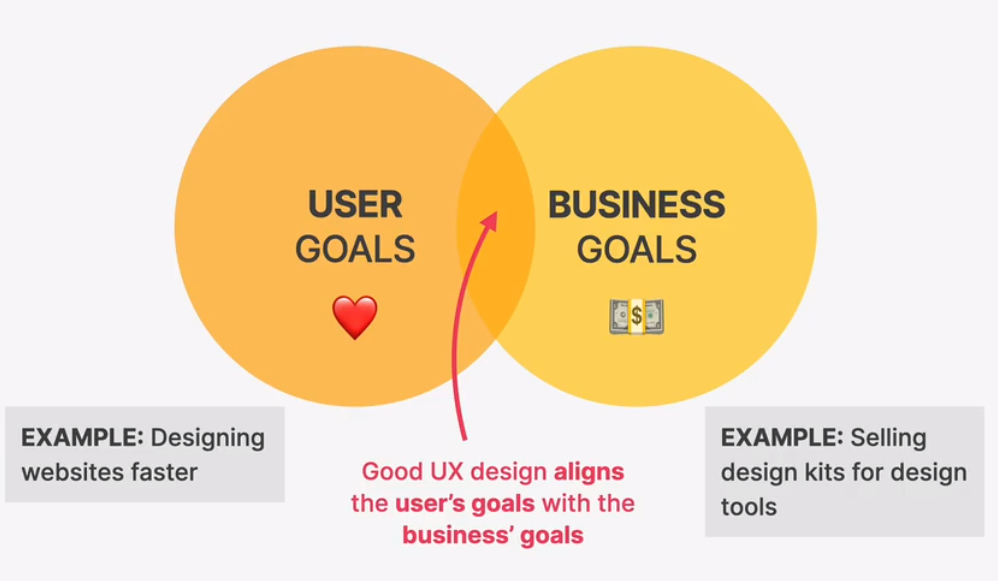 USER
GOALS
BUSINESS
GOALS
$
EXAMPLE: Designing
websites faster
Good UX design aligns
the user’s goals with the
business’ goals
EXAMPLE: Selling
design kits for design
tools